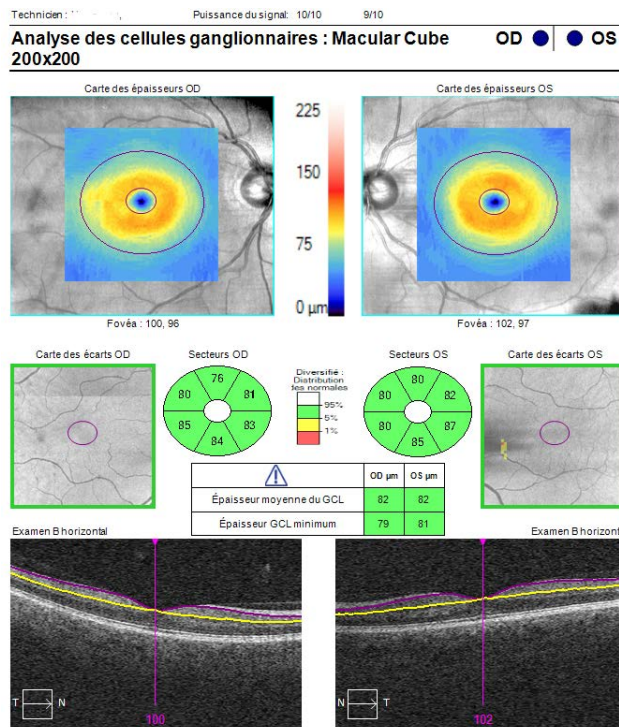 Technicien :
Puissance du signal: 10/10 9/10
Analyse des cellules ganglionnaires : Macular Cube 200x200
OD OS
Carte des épaisseurs OD
Carte des épaisseurs OS
225
150
75
0 µm
Fovéa : 100, 96
Fovéa : 102, 97
Carte des écarts OD
Secteurs OD
Diversifié :
Distribution
des normales
95%
5%
1%
Secteurs OS
Carte des écarts OS
76
80 81
85 83
84
80
80 82
80 87
85
OD µm OS µm
Épaisseur moyenne du GCL 82 82
Épaisseur GCL minimum 79 81
Examen B horizontal
Examen B horizont
T N
100
N T
102